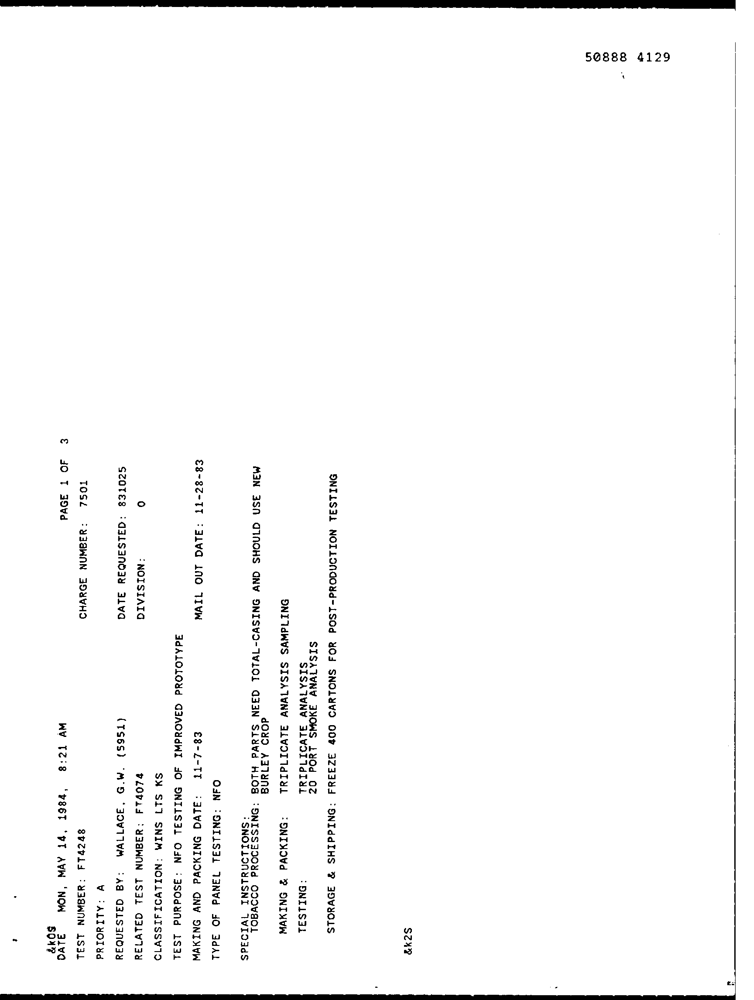 50888 4129
&k0S
DATE MON, MAY 14, 1984, 8:21 AM PAGE 1 OF 3
TEST NUMBER: FT4248 CHARGE NUMBER: 7501
PRIORITY: A
REQUESTED BY: WALLACE, G.W. (5951) DATE REQUESTED: 831025
RELATED TEST NUMBER: FT4074 DIVISION: 0
CLASSIFICATION: WINS LTS KS
TEST PURPOSE: NFO TESTING OF IMPROVED PROTOTYPE
MAKING AND PACKING DATE: 11-7-83 MAIL OUT DATE: 11-28-83
TYPE OF PANEL TESTING: NFO
SPECIAL INSTRUCTIONS:
TOBACCO PROCESSING: BOTH PARTS NEED TOTAL-CASING AND SHOULD USE NEW
BURLEY CROP
MAKING & PACKING: TRIPLICATE ANALYSIS SAMPLING
TESTING: TRIPLICATE ANALYSIS
20 PORT SMOKE ANALYSIS
STORAGE & SHIPPING: FREEZE 400 CARTONS FOR POST-PRODUCTION TESTING
&k2S